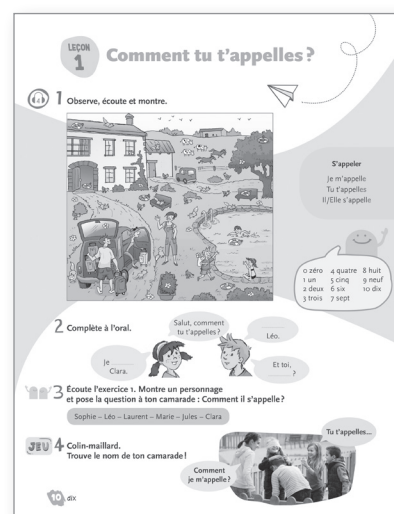 LEÇON
1
Comment tu t'appelles ?
1 Observe, écoute et montre.
S'appeler
Je m'appelle
Tu t'appelles
Il/Elle s'appelle
0 zéro 4 quatre 8 huit
1 un 5 cinq 9 neuf
2 deux 6 six 10 dix
3 trois 7 sept
2 Complète à l'oral.
Salut, comment
tu t'appelles ?
Léo.
Je
Clara.
Et toi,
?
3 Écoute l'exercice 1. Montre un personnage
et pose la question à ton camarade : Comment il s'appelle ?
Sophie – Léo – Laurent – Marie – Jules – Clara
JEU 4 Colin-maillard.
Trouve le nom de ton camarade !
Tu t'appelles...
Comment
je m'appelle ?
10 dix